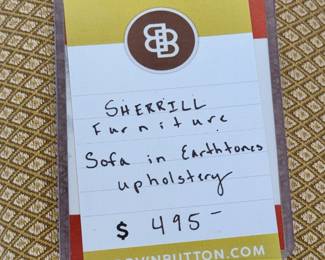 SHERRILL
Furniture
Sofa in Earthtones
upholstery
$ 495-